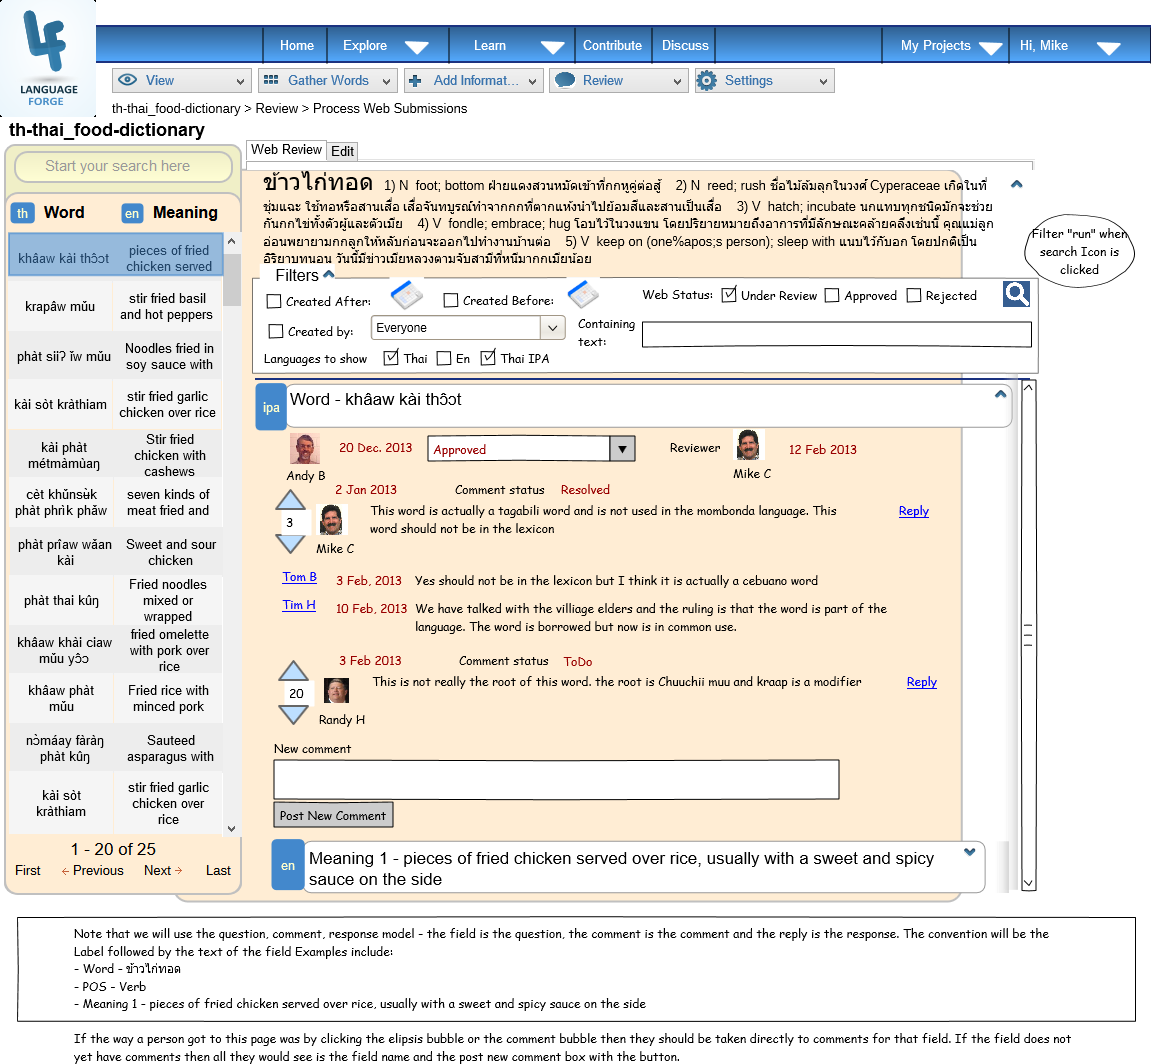 LANGUAGE
FORGE
Home Explore Learn Contribute Discuss My Projects Hi, Mike
View Gather Words Add Informat... Review Settings
th-thai_food-dictionary > Review > Process Web Submissions
th-thai_food-dictionary
Start your search here
th Word en Meaning
khâaw kài thɔ̂ɔt pieces of fried
chicken served
krapâw mǔu stir fried basil
and hot peppers
phàt siiʔ ǐw mǔu Noodles fried in
soy sauce with
kài sòt kràthiam stir fried garlic
chicken over rice
kài phàt
métmàmùaŋ
Stir fried
chicken with
cashews
cèt khǔnsʉ̀k
phàt phrìk phǎw
seven kinds of
meat fried and
phàt prîaw wǎan
kài
Sweet and sour
chicken
phàt thai kûŋ
Fried noodles
mixed or
wrapped
khâaw khài ciaw
mǔu yɔ̂ɔ
fried omelette
with pork over
rice
khâaw phàt
mǔu
Fried rice with
minced pork
nɔ̀máay fàràŋ
phàt kûŋ
Sauteed
asparagus with
kài sòt
kràthiam
stir fried garlic
chicken over
rice
1 - 20 of 25
First ← Previous Next → Last
Web Review Edit
ข้าวไก่ทอด 1) N foot; bottom ฝ่ายแดงสวนหมัดเข้าที่กกหูคู่ต่อสู้ 2) N reed; rush ชื่อไม้ล้มลุกในวงศ์ Cyperaceae เกิดในที่
ชุ่มแฉะ ใช้ทอหรือสานเสื่อ เสื่อจันทบูรณ์ทำจากกกที่ตากแห้งนำไปย้อมสีและสานเป็นเสื่อ 3) V hatch; incubate นกแทบทุกชนิดมักจะช่วย
กันกกไข่ทั้งตัวผู้และตัวเมีย 4) V fondle; embrace; hug โอบไว้ในวงแขน โดยปริยายหมายถึงอาการที่มีลักษณะคล้ายคลึงเช่นนี้ คุณแม่ลูก
อ่อนพยายามกกลูกให้หลับก่อนจะออกไปทำงานบ้านต่อ 5) V keep on (one%apos;s person); sleep with แนบไว้กับอก โดยปกติเป็น
อิริยาบทนอน วันนี้มีข่าวเมียหลวงตามจับสามีที่หนีมากกเมียน้อย
Filter "run" when
search Icon is
clicked
Filters
Created After: Created Before: Web Status: Under Review Approved Rejected
Created by: Everyone Containing
text:
Languages to show Thai En Thai IPA
ipa Word - khâaw kài thɔ̂ɔt
20 Dec. 2013 Approved Reviewer 12 Feb 2013
Andy B Mike C
2 Jan 2013 Comment status Resolved
3 This word is actually a tagabili word and is not used in the mombonda language. This Reply
word should not be in the lexicon
Mike C
Tom B 3 Feb, 2013 Yes should not be in the lexicon but I think it is actually a cebuano word
Tim H 10 Feb, 2013 We have talked with the villiage elders and the ruling is that the word is part of the
language. The word is borrowed but now is in common use.
3 Feb 2013 Comment status ToDo
20 This is not really the root of this word. the root is Chuuchii muu and kraap is a modifier Reply
Randy H
New comment
Post New Comment
en Meaning 1 - pieces of fried chicken served over rice, usually with a sweet and spicy
sauce on the side
Note that we will use the question, comment, response model - the field is the question, the comment is the comment and the reply is the response. The convention will be the
Label followed by the text of the field Examples include:
- Word - ข้าวไก่ทอด
- POS - Verb
- Meaning 1 - pieces of fried chicken served over rice, usually with a sweet and spicy sauce on the side
If the way a person got to this page was by clicking the elipsis bubble or the comment bubble then they should be taken directly to comments for that field. If the field does not
yet have comments then all they would see is the field name and the post new comment box with the button.